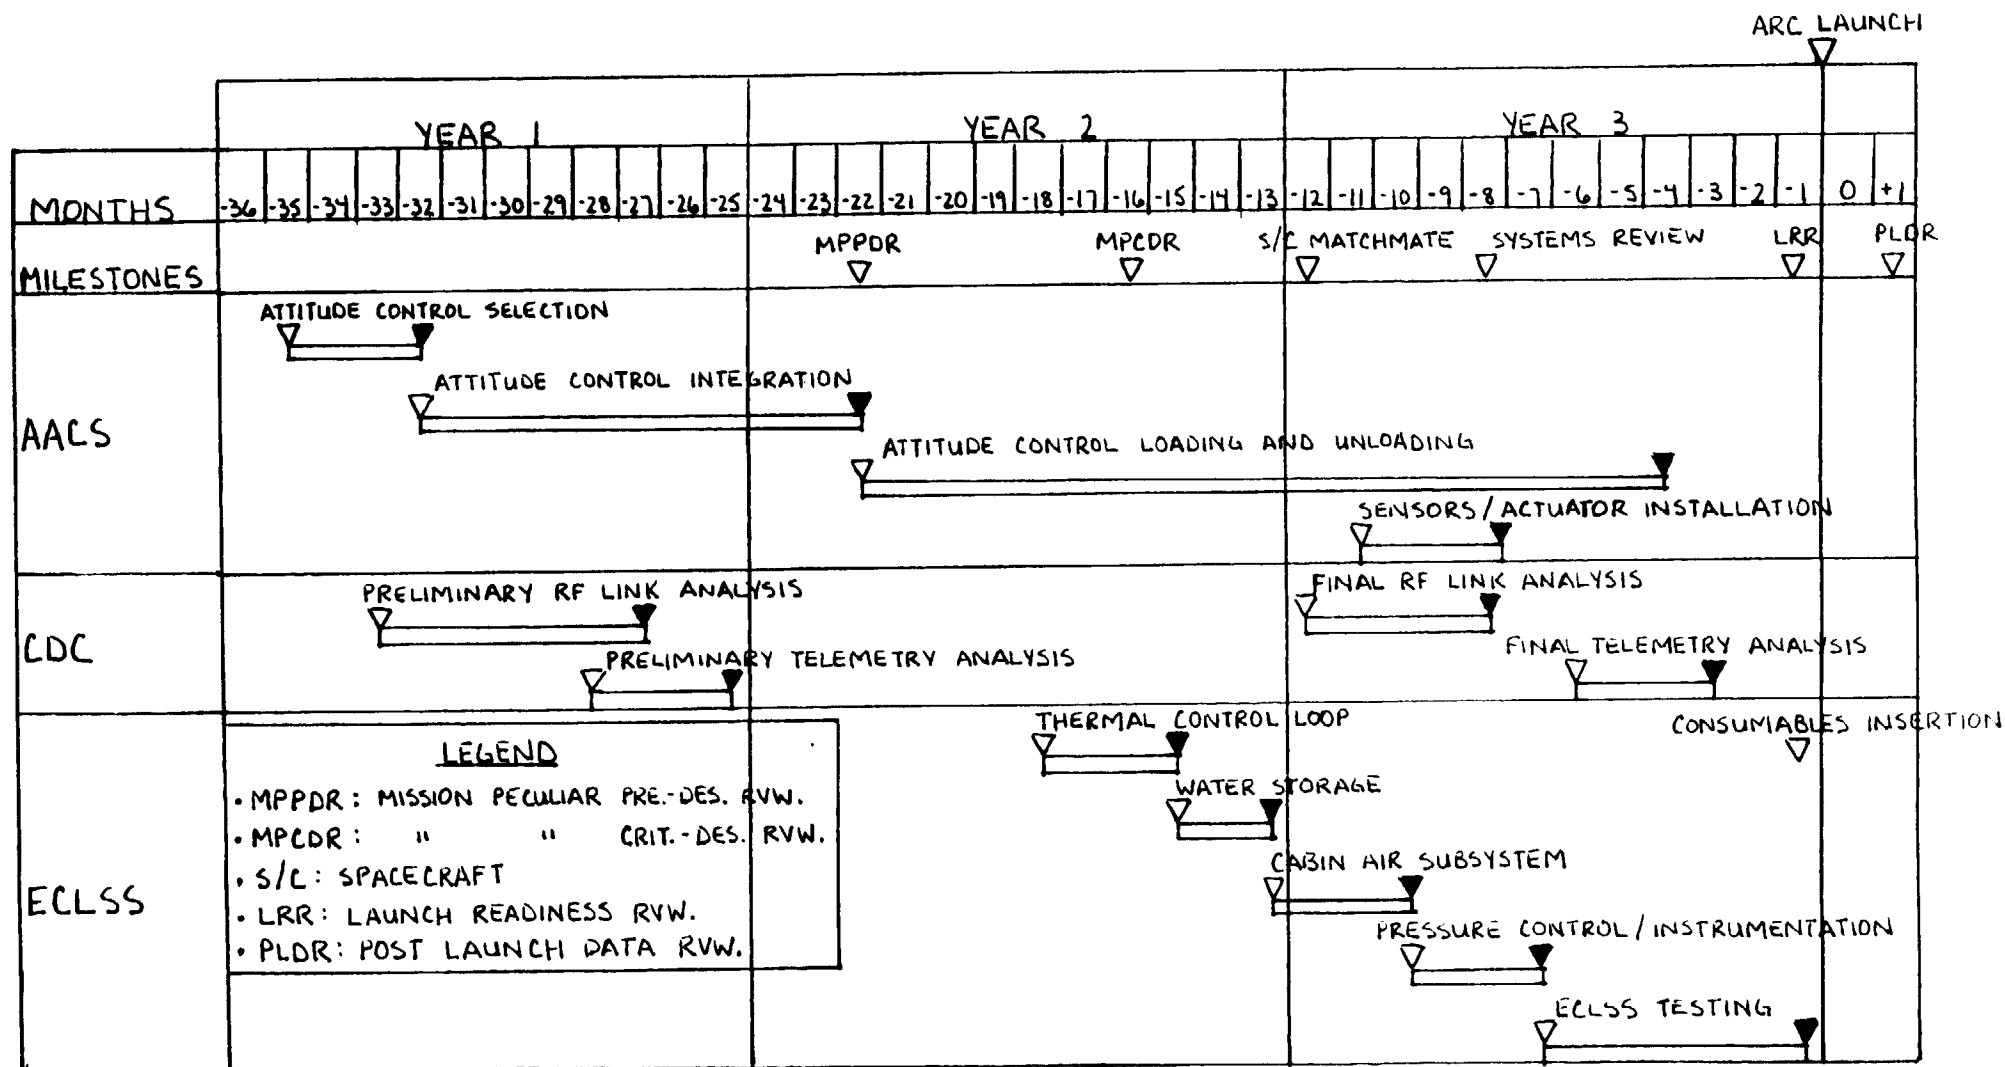 ARC LAUNCH
YEAR 1 YEAR 2 YEAR 3
MONTHS -36 -35 -34 -33 -32 -31 -30 -29 -28 -27 -26 -25 -24 -23 -22 -21 -20 -19 -18 -17 -16 -15 -14 -13 -12 -11 -10 -9 -8 -7 -6 -5 -4 -3 -2 -1 0 +1
MPPDR MPCDR S/C MATCHMATE SYSTEMS REVIEW LRR PLDR
MILESTONES
ATTITUDE CONTROL SELECTION
ATTITUDE CONTROL INTEGRATION
AACS
ATTITUDE CONTROL LOADING AND UNLOADING
SENSORS/ACTUATOR INSTALLATION
PRELIMINARY RF LINK ANALYSIS FINAL RF LINK ANALYSIS
CDC
PRELIMINARY TELEMETRY ANALYSIS FINAL TELEMETRY ANALYSIS
THERMAL CONTROL LOOP CONSUMABLES INSERTION
WATER STORAGE
CABIN AIR SUBSYSTEM
ECLSS
PRESSURE CONTROL/INSTRUMENTATION
ECLSS TESTING
LEGEND
• MPPDR: MISSION PECULIAR PRE.-DES. RVW.
• MPCDR: " " CRIT.-DES. RVW.
• S/C: SPACECRAFT
• LRR: LAUNCH READINESS RVW.
• PLDR: POST LAUNCH DATA RVW.